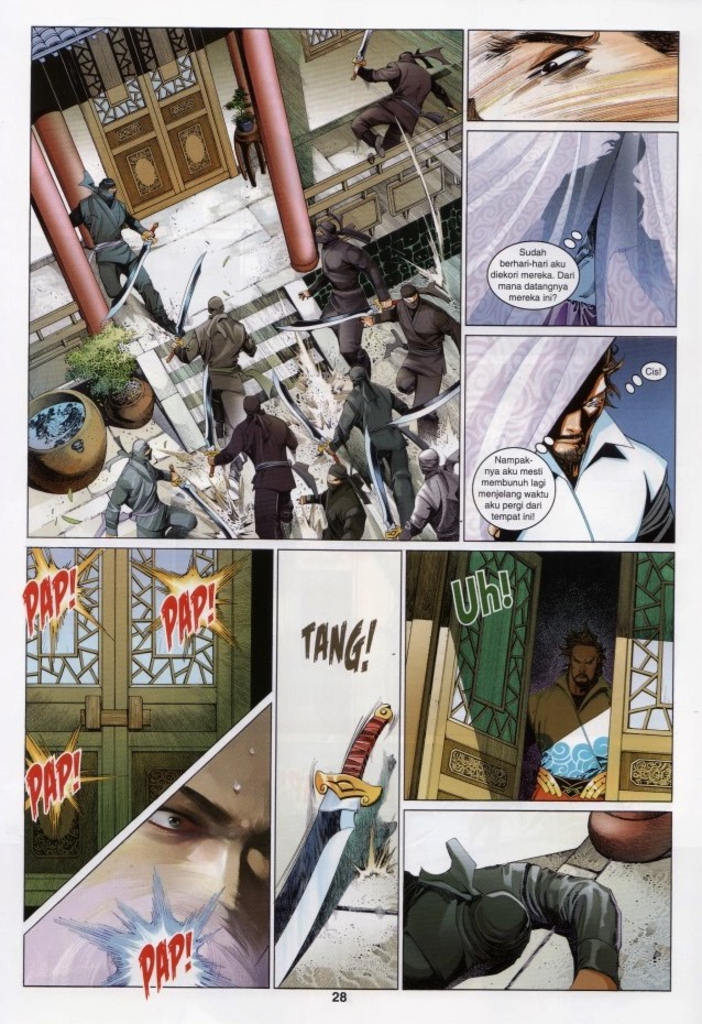 Sudah
berhari-hari aku
diekori mereka. Dari
mana datangnya
mereka ini?
Cis!
Nampak-
nya aku mesti
membunuh lagi
menjelang waktu
aku pergi dari
tempat ini!
PAP!
PAP!
PAP!
PAP!
TANG!
Uh!
28